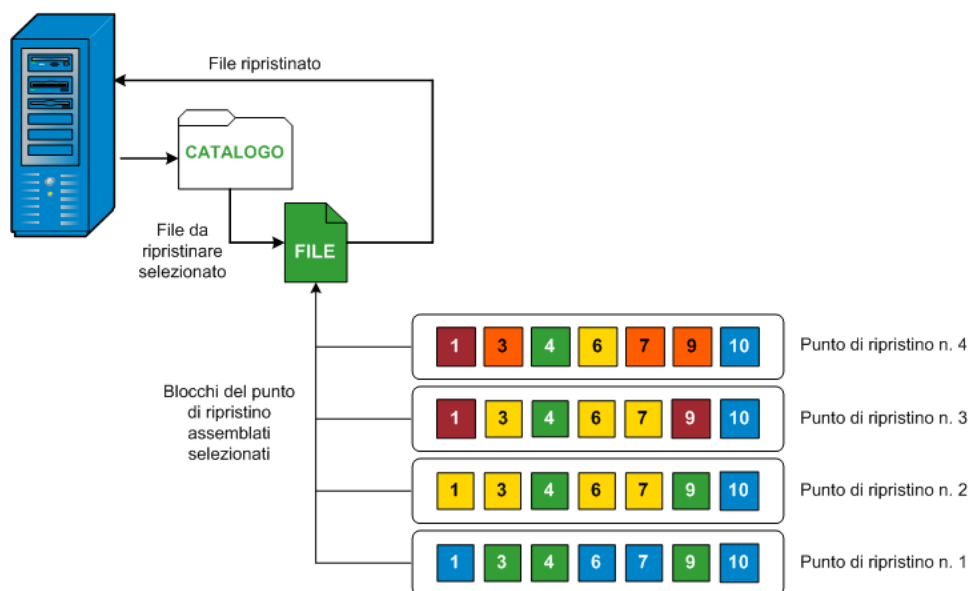 File ripristinato
CATALOGO
File da
ripristinare
selezionato
FILE
1 3 4 6 7 9 10
Punto di ripristino n. 4
Blocchi del punto
di ripristino
assemblati
selezionati
1 3 4 6 7 9 10
Punto di ripristino n. 3
1 3 4 6 7 9 10
Punto di ripristino n. 2
1 3 4 6 7 9 10
Punto di ripristino n. 1